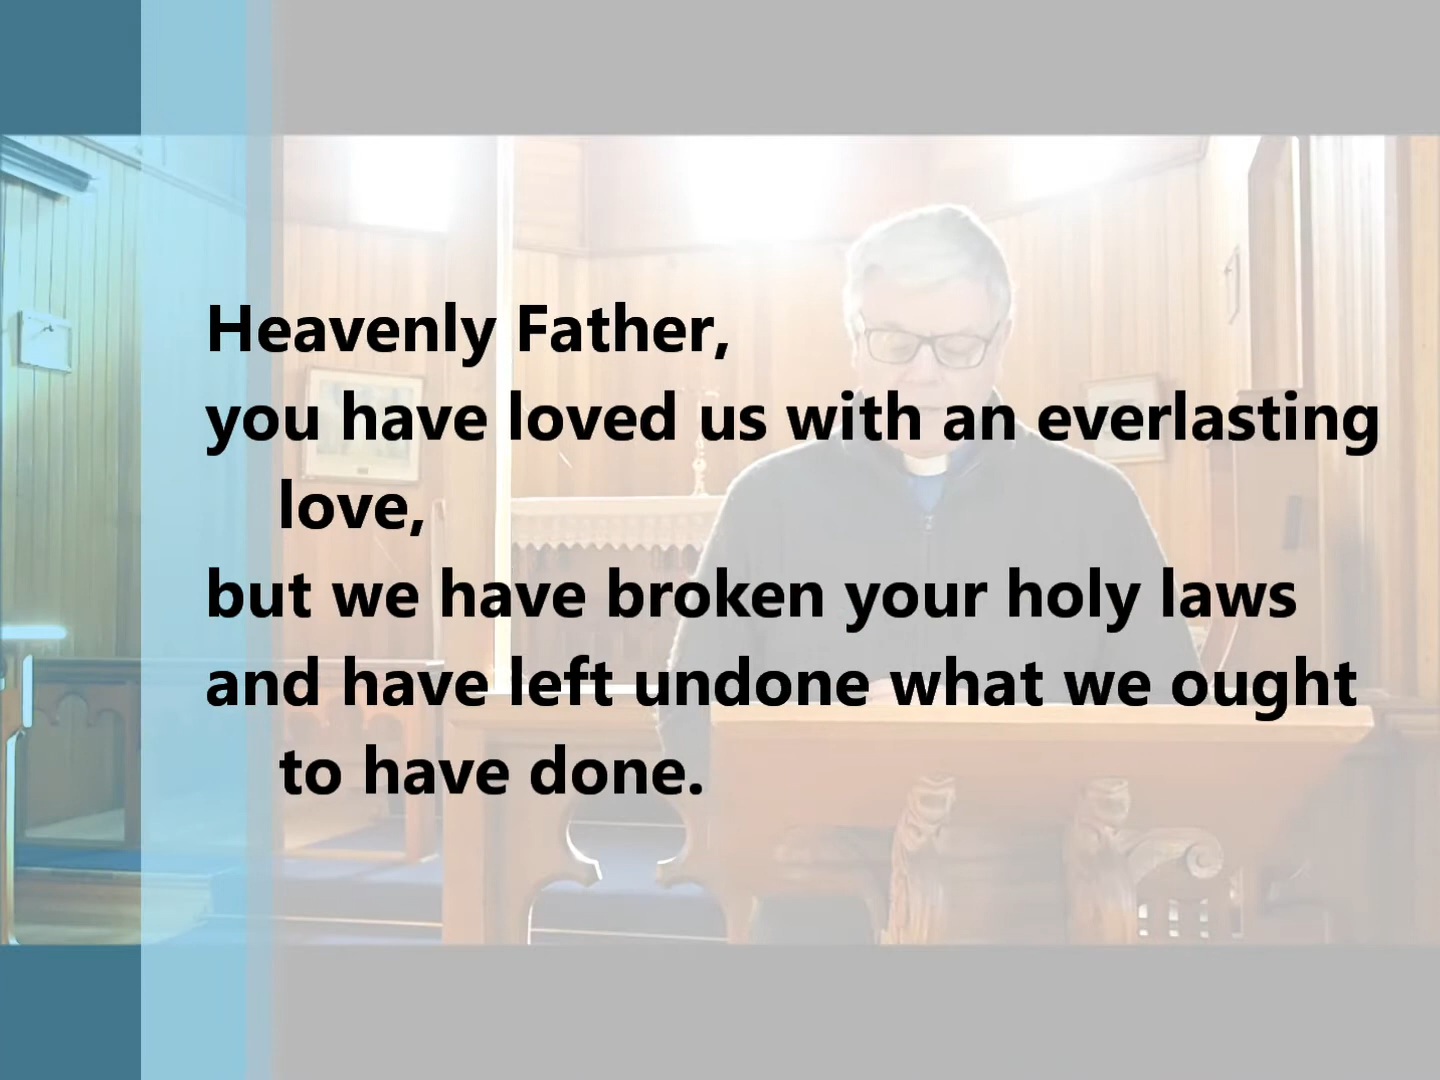 Heavenly Father,
you have loved us with an everlasting
love,
but we have broken your holy laws
and have left undone what we ought
to have done.